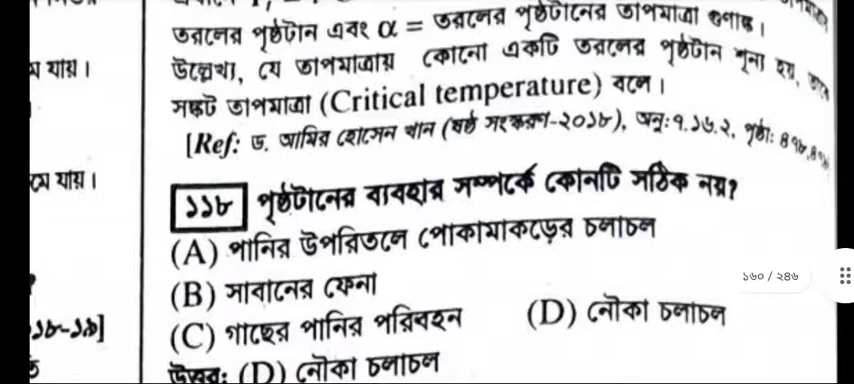 তরলের পৃষ্ঠটান এবং α = তরলের পৃষ্ঠটানের তাপমাত্রা গুণাঙ্ক।
উল্লেখ্য, যে তাপমাত্রায় কোনো একটি তরলের পৃষ্ঠটান শূন্য হয়, তাকে
সঙ্কট তাপমাত্রা (Critical temperature) বলে।
[Ref: ড. আমির হোসেন খান (ষষ্ঠ সংস্করণ-২০১৮), অনু:৭.১৬.২, পৃষ্ঠা:
১১৮ পৃষ্ঠটানের ব্যবহার সম্পর্কে কোনটি সঠিক নয়?
(A) পানির উপরিতলে পোকামাকড়ের চলাচল
(B) সাবানের ফেনা
(C) গাছের পানির পরিবহন (D) নৌকা চলাচল
উত্তর: (D) নৌকা চলাচল
যায়।
যায়।
১৮-১৯]
১৬০ / ২৪৬